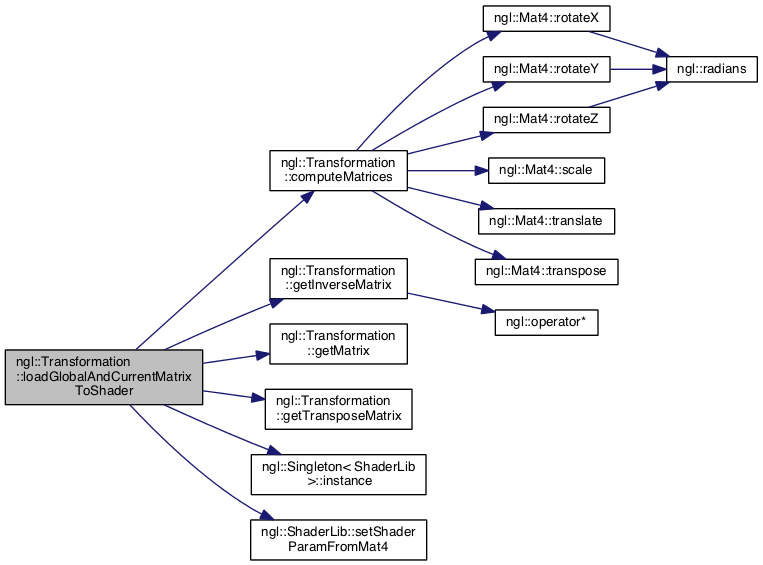 ngl::Mat4::rotateX
ngl::Mat4::rotateY
ngl::radians
ngl::Mat4::rotateZ
ngl::Transformation
::computeMatrices
ngl::Mat4::scale
ngl::Mat4::translate
ngl::Mat4::transpose
ngl::Transformation
::getInverseMatrix
ngl::operator*
ngl::Transformation
::getMatrix
ngl::Transformation
::loadGlobalAndCurrentMatrix
ToShader
ngl::Transformation
::getTransposeMatrix
ngl::Singleton< ShaderLib
>::instance
ngl::ShaderLib::setShader
ParamFromMat4